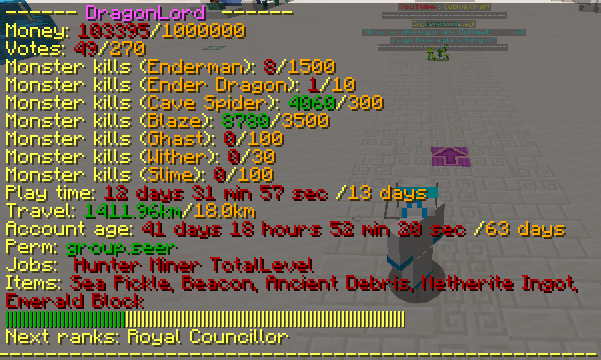 ------ DragonLord ------
Money: 103395/1000000
Votes: 49/270
Monster kills (Enderman): 8/1500
Monster kills (Ender Dragon): 1/10
Monster kills (Cave Spider): 4060/300
Monster kills (Blaze): 8780/3500
Monster kills (Ghast): 0/100
Monster kills (Wither): 0/30
Monster kills (Slime): 0/100
Play time: 12 days 31 min 57 sec /13 days
Travel: 1411.96km/18.0km
Account age: 41 days 18 hours 52 min 20 sec /63 days
Perm: group.seer
Jobs: Hunter Miner TotalLevel
Items: Sea Pickle, Beacon, Ancient Debris, Netherite Ingot,
Emerald Block
Next ranks: Royal Councillor